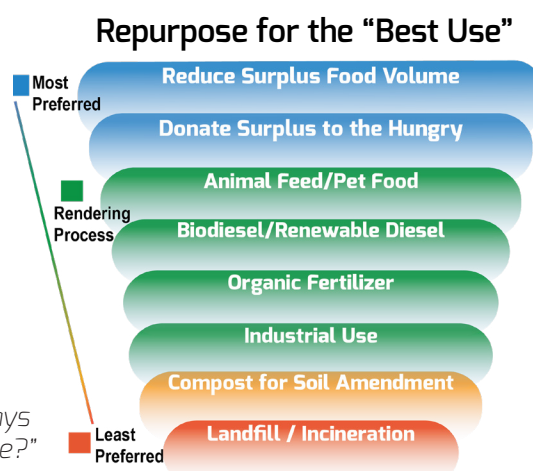 Repurpose for the “Best Use”
Most
Preferred
Reduce Surplus Food Volume
Donate Surplus to the Hungry
Animal Feed/Pet Food
Rendering
Process
Biodiesel/Renewable Diesel
Organic Fertilizer
Industrial Use
Compost for Soil Amendment
Least
Preferred
Landfill / Incineration